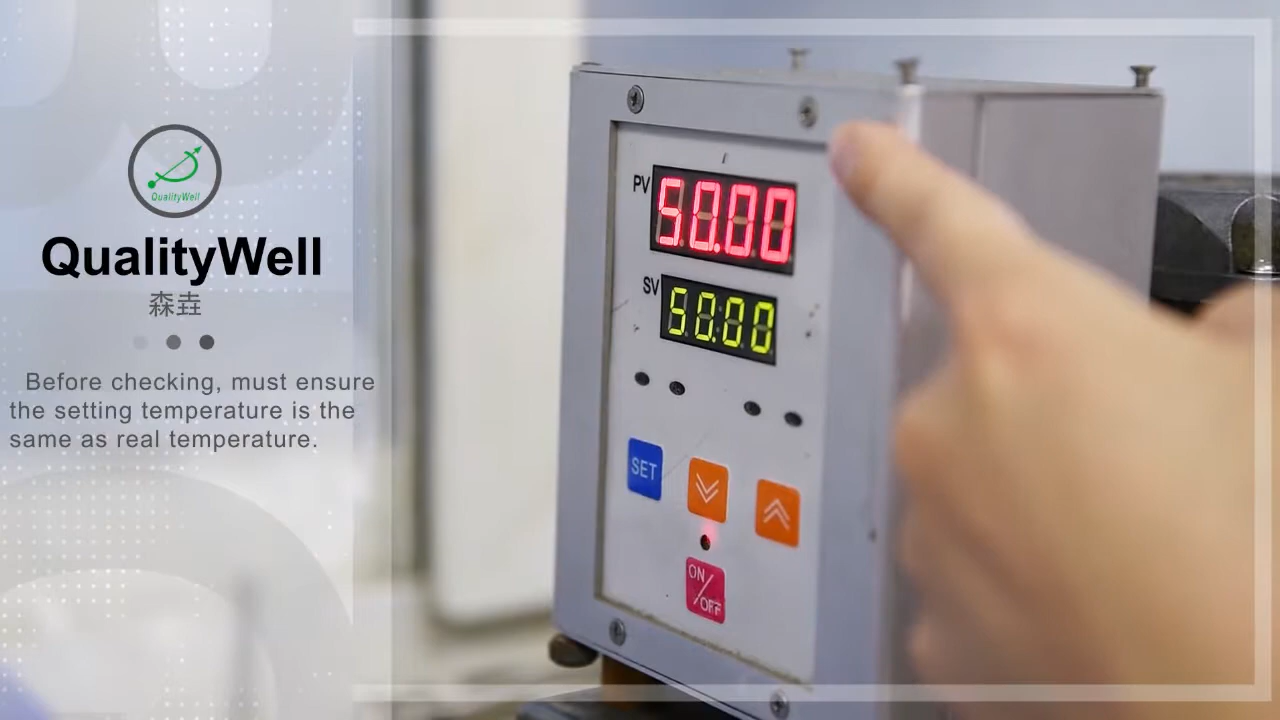 QualityWell
QualityWell
森垚
Before checking, must ensure
the setting temperature is the
same as real temperature.
PV
50.00
SV
50.00
SET
ON
OFF